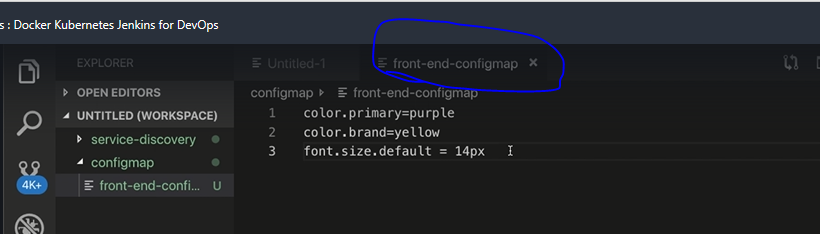 s : Docker Kubernetes Jenkins for DevOps
EXPLORER
Untitled-1
front-end-configmap ×
OPEN EDITORS
configmap
front-end-configmap
UNTITLED (WORKSPACE)
1 color.primary=purple
service-discovery
2 color.brand=yellow
configmap
3 font.size.default = 14px
4K+
front-end-confi... U